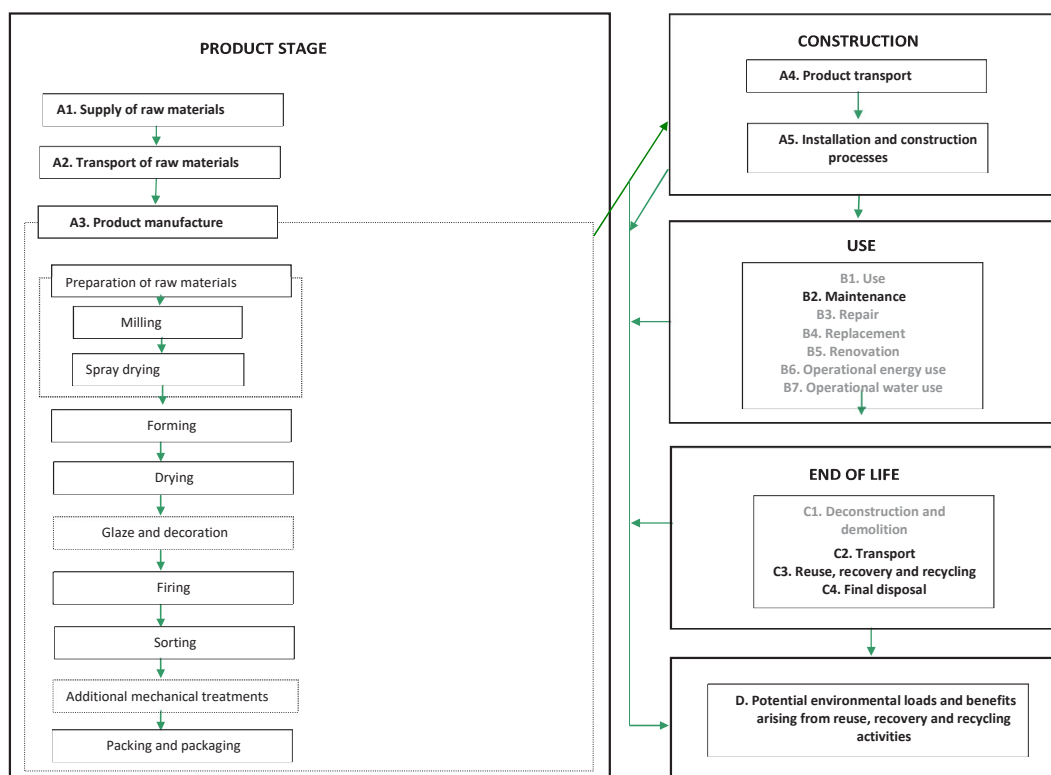 PRODUCT STAGE
A1. Supply of raw materials
A2. Transport of raw materials
A3. Product manufacture
Preparation of raw materials
Milling
Spray drying
Forming
Drying
Glaze and decoration
Firing
Sorting
Additional mechanical treatments
Packing and packaging
CONSTRUCTION
A4. Product transport
A5. Installation and construction
processes
USE
B1. Use
B2. Maintenance
B3. Repair
B4. Replacement
B5. Renovation
B6. Operational energy use
B7. Operational water use
END OF LIFE
C1. Deconstruction and
demolition
C2. Transport
C3. Reuse, recovery and recycling
C4. Final disposal
D. Potential environmental loads and benefits
arising from reuse, recovery and recycling
activities